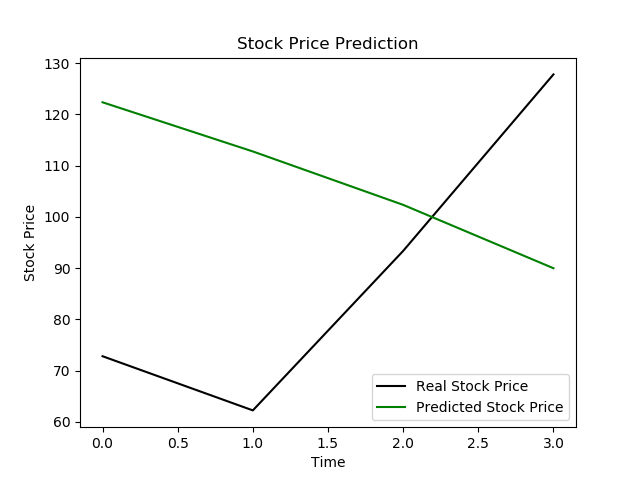 Stock Price Prediction
130
120
110
100
90
80
70
60
Stock Price
0.0 0.5 1.0 1.5 2.0 2.5 3.0
Time
Real Stock Price
Predicted Stock Price